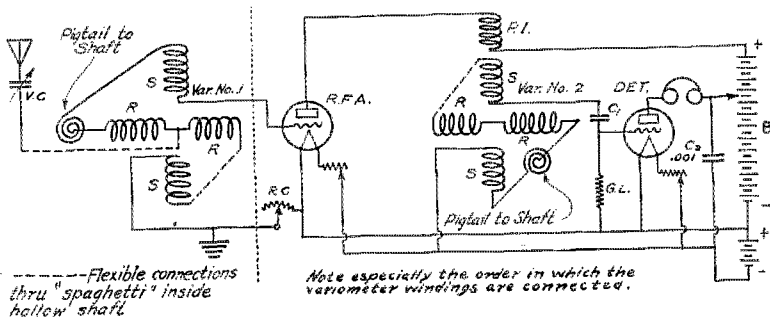 Pigtail to
Shaft
V.C
S
Var. No. 1
R
R
S
R.F.A.
R.C
P.I.
S
Var. No. 2
R
R
S
Pigtail to Shaft
C1
G.L.
DET.
C2
.001
+
B
-
+
-
-----Flexible connections
thru "spaghetti" inside
hollow shaft
Note especially the order in which the
variometer windings are connected.